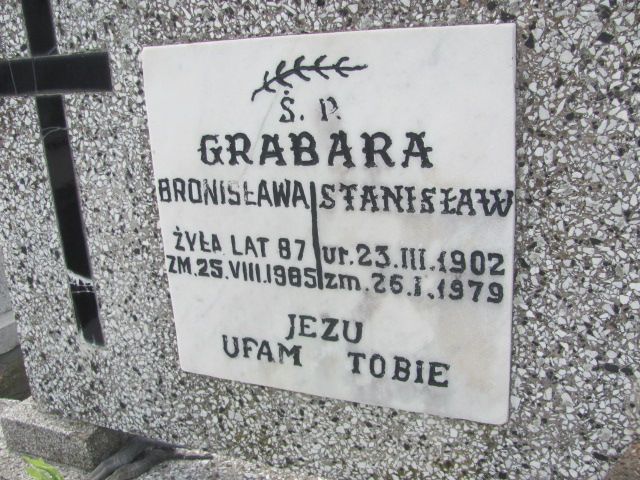 Ś. P.
GRABARA
BRONISŁAWA STANISŁAW
ŻYŁA LAT 87 ur. 23.III.1902
ZM. 25.VIII.1985 zm. 26.I.1979
JEZU
UFAM TOBIE